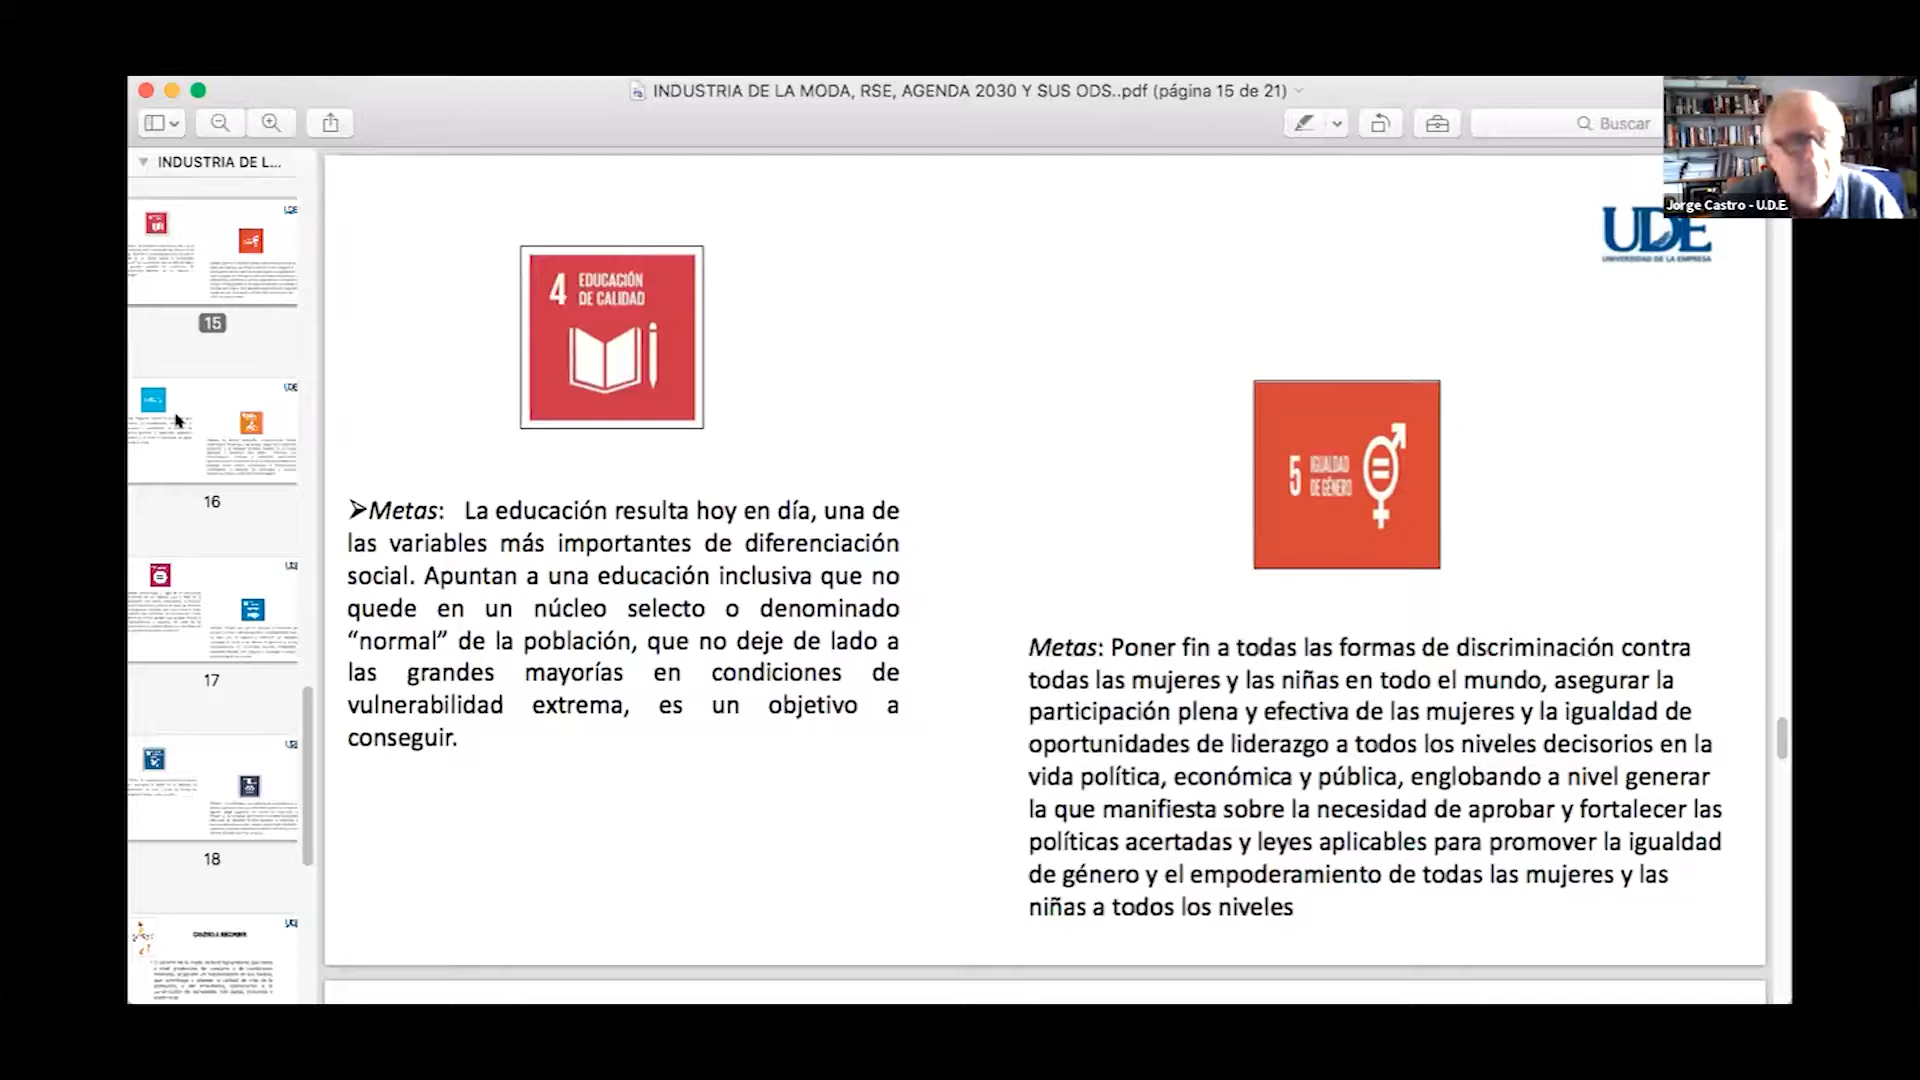 INDUSTRIA DE LA MODA, RSE, AGENDA 2030 Y SUS ODS..pdf (página 15 de 21)
Buscar
INDUSTRIA DE L...
Jorge Castro - U.D.E.
UDE
UNIVERSIDAD DE LA EMPRESA
15
16
17
18
4 EDUCACIÓN
DE CALIDAD
➢Metas: La educación resulta hoy en día, una de
las variables más importantes de diferenciación
social. Apuntan a una educación inclusiva que no
quede en un núcleo selecto o denominado
“normal” de la población, que no deje de lado a
las grandes mayorías en condiciones de
vulnerabilidad extrema, es un objetivo a
conseguir.
5 IGUALDAD
DE GÉNERO
Metas: Poner fin a todas las formas de discriminación contra
todas las mujeres y las niñas en todo el mundo, asegurar la
participación plena y efectiva de las mujeres y la igualdad de
oportunidades de liderazgo a todos los niveles decisorios en la
vida política, económica y pública, englobando a nivel generar
la que manifiesta sobre la necesidad de aprobar y fortalecer las
políticas acertadas y leyes aplicables para promover la igualdad
de género y el empoderamiento de todas las mujeres y las
niñas a todos los niveles